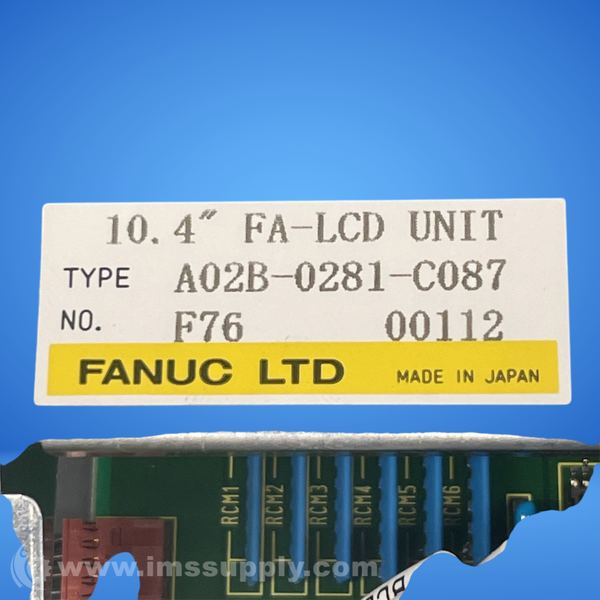 10.4″ FA-LCD UNIT
TYPE A02B-0281-C087
NO. F76 00112
FANUC LTD MADE IN JAPAN
RCM1 RCM2 RCM3 RCM4 RCM5 RCM6
www.imssupply.com